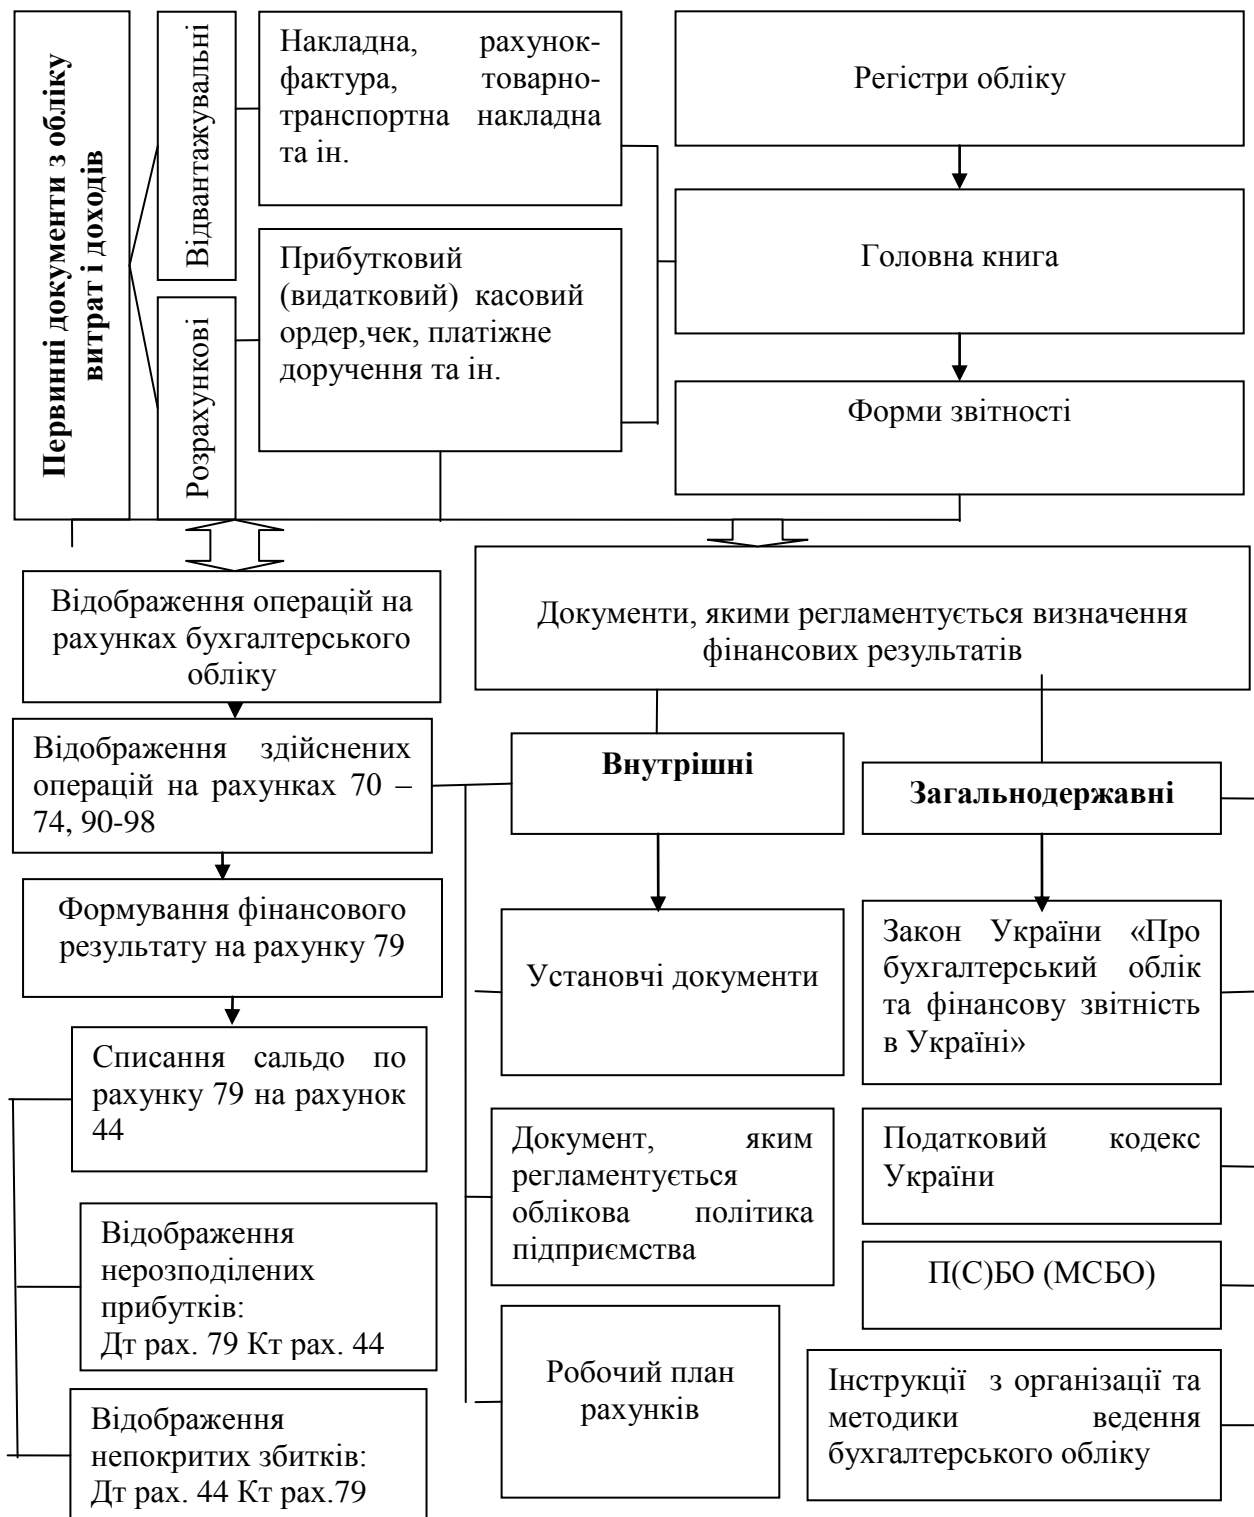 Первинні документи з обліку
витрат і доходів
Відвантажувальні
Розрахункові
Накладна, рахунок-
фактура, товарно-
транспортна накладна
та ін.
Прибутковий
(видатковий) касовий
ордер,чек, платіжне
доручення та ін.
Регістри обліку
Головна книга
Форми звітності
Відображення операцій на
рахунках бухгалтерського
обліку
Відображення здійснених
операцій на рахунках 70 –
74, 90-98
Формування фінансового
результату на рахунку 79
Списання сальдо по
рахунку 79 на рахунок
44
Відображення
нерозподілених
прибутків:
Дт рах. 79 Кт рах. 44
Відображення
непокритих збитків:
Дт рах. 44 Кт рах.79
Документи, якими регламентується визначення
фінансових результатів
Внутрішні
Установчі документи
Документ, яким
регламентується
облікова політика
підприємства
Робочий план
рахунків
Загальнодержавні
Закон України «Про
бухгалтерський облік
та фінансову звітність
в Україні»
Податковий кодекс
України
П(С)БО (МСБО)
Інструкції з організації та
методики ведення
бухгалтерського обліку